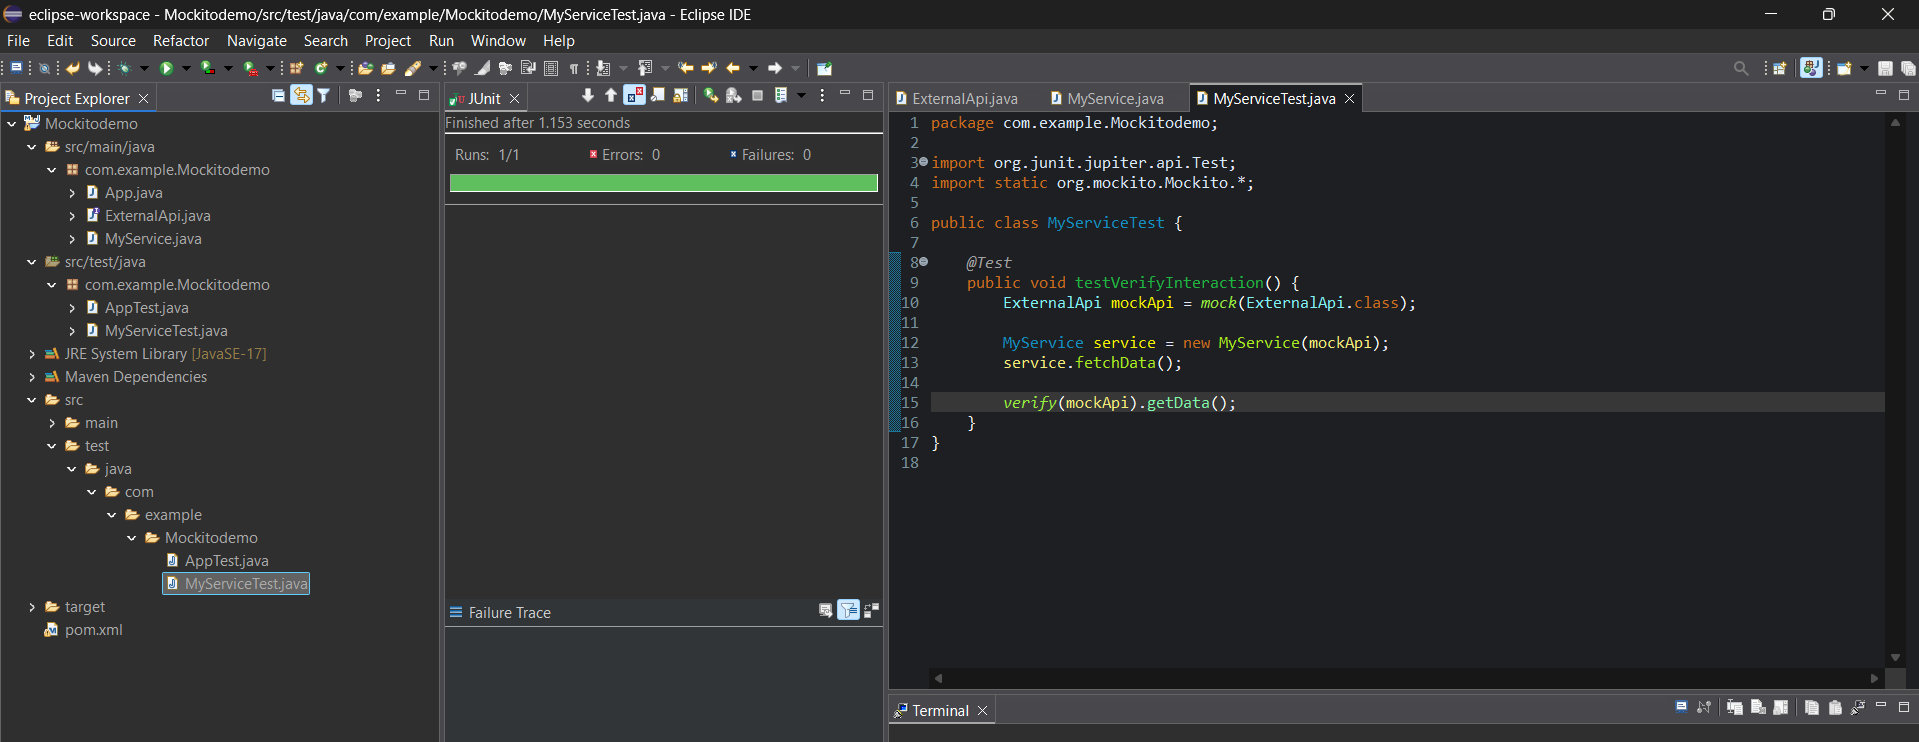 eclipse-workspace - Mockitodemo/src/test/java/com/example/Mockitodemo/MyServiceTest.java - Eclipse IDE
File Edit Source Refactor Navigate Search Project Run Window Help
Project Explorer
Mockitodemo
src/main/java
com.example.Mockitodemo
App.java
ExternalApi.java
MyService.java
src/test/java
com.example.Mockitodemo
AppTest.java
MyServiceTest.java
JRE System Library [JavaSE-17]
Maven Dependencies
src
main
test
java
com
example
Mockitodemo
AppTest.java
MyServiceTest.java
target
pom.xml
JUnit
Finished after 1.153 seconds
Runs: 1/1 Errors: 0 Failures: 0
Failure Trace
ExternalApi.java MyService.java MyServiceTest.java
1 package com.example.Mockitodemo;
2
3 import org.junit.jupiter.api.Test;
4 import static org.mockito.Mockito.*;
5
6 public class MyServiceTest {
7
8 @Test
9 public void testVerifyInteraction() {
10 ExternalApi mockApi = mock(ExternalApi.class);
11
12 MyService service = new MyService(mockApi);
13 service.fetchData();
14
15 verify(mockApi).getData();
16 }
17 }
18
Terminal